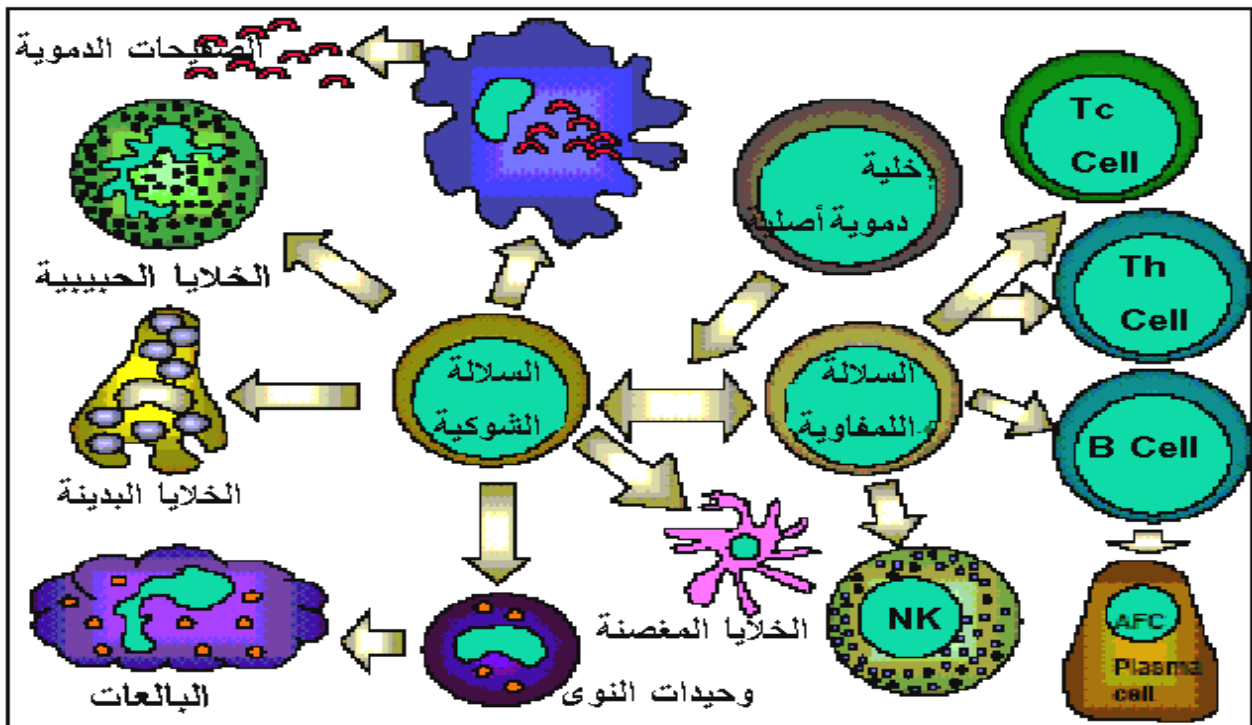 الصفيحات الدموية
Tc
Cell
خلية
دموية أصلية
الخلايا الحبيبية
Th
Cell
السلالة
الشوكية
السلالة
اللمفاوية
B Cell
الخلايا البدينة
NK
AFC
Plasma
cell
الخلايا المغصنة
وحيدات النوى
البالعات